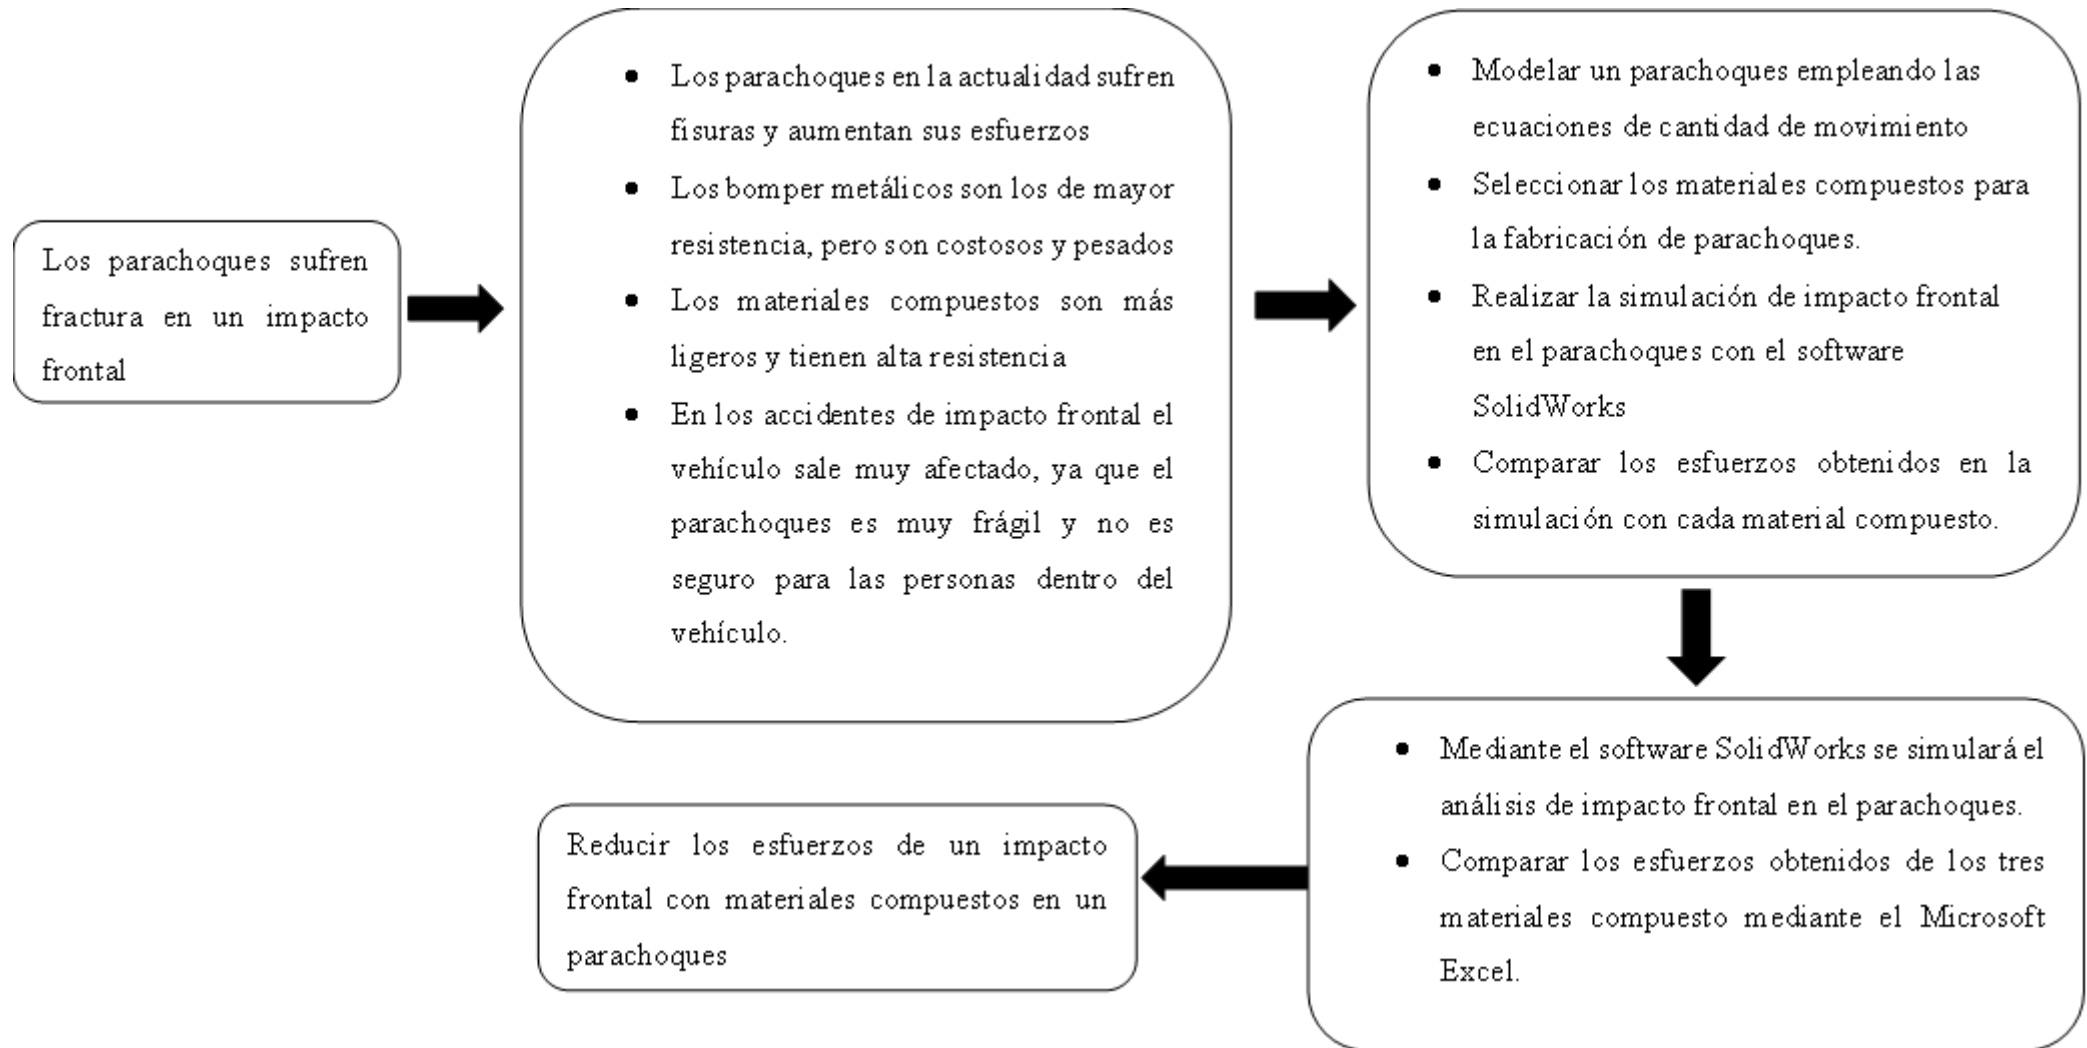 Los parachoques sufren
fractura en un impacto
frontal
Los parachoques en la actualidad sufren
fisuras y aumentan sus esfuerzos
Los bomper metálicos son los de mayor
resistencia, pero son costosos y pesados
Los materiales compuestos son más
ligeros y tienen alta resistencia
En los accidentes de impacto frontal el
vehículo sale muy afectado, ya que el
parachoques es muy frágil y no es
seguro para las personas dentro del
vehículo.
Modelar un parachoques empleando las
ecuaciones de cantidad de movimiento
Seleccionar los materiales compuestos para
la fabricación de parachoques.
Realizar la simulación de impacto frontal
en el parachoques con el software
SolidWorks
Comparar los esfuerzos obtenidos en la
simulación con cada material compuesto.
Mediante el software SolidWorks se simulará el
análisis de impacto frontal en el parachoques.
Comparar los esfuerzos obtenidos de los tres
materiales compuesto mediante el Microsoft
Excel.
Reducir los esfuerzos de un impacto
frontal con materiales compuestos en un
parachoques